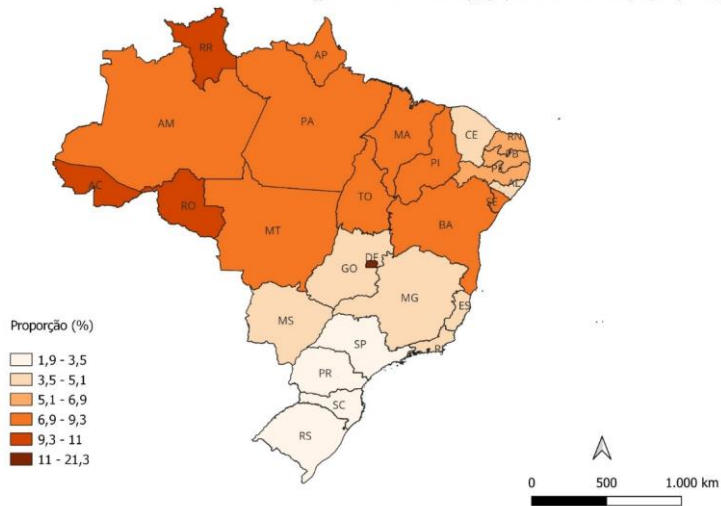 RR
AP
AM
PA
MA
CE
RN
PB
PE
AL
SE
PI
TO
AC
RO
MT
BA
DF
GO
MG
ES
MS
RJ
SP
PR
SC
RS
Proporção (%)
1,9 - 3,5
3,5 - 5,1
5,1 - 6,9
6,9 - 9,3
9,3 - 11
11 - 21,3
0 500 1.000 km